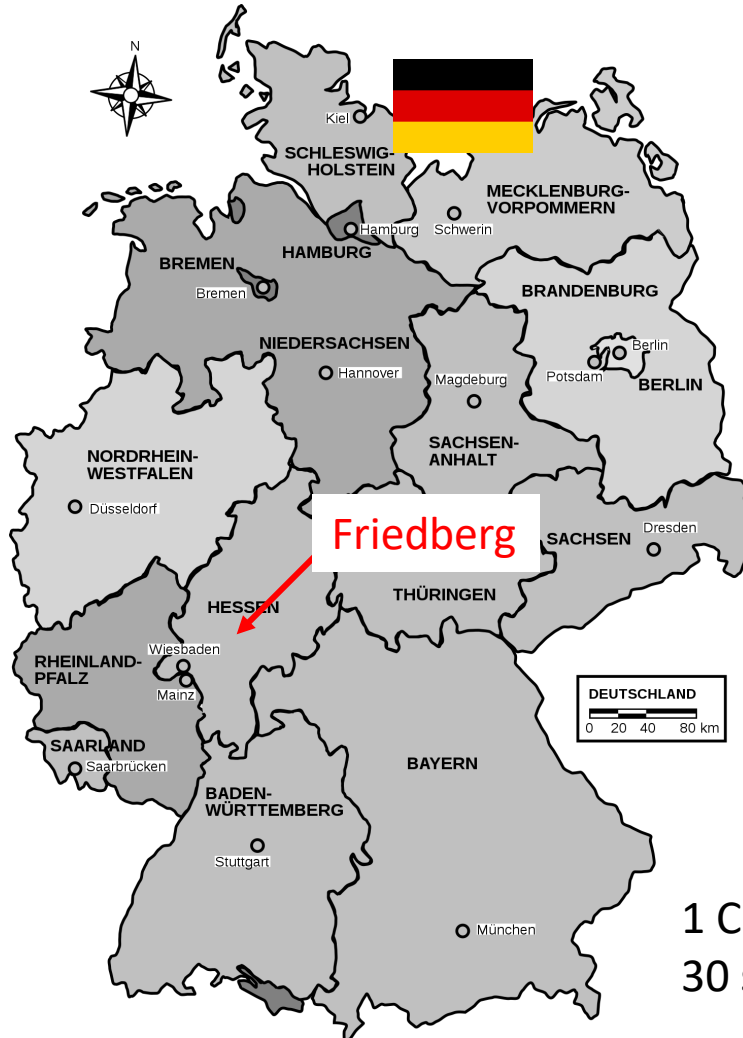 N
Kiel
SCHLESWIG-
HOLSTEIN
MECKLENBURG-
VORPOMMERN
Hamburg
Schwerin
HAMBURG
BREMEN
Bremen
BRANDENBURG
NIEDERSACHSEN
Hannover
Berlin
Potsdam
BERLIN
Magdeburg
SACHSEN-
ANHALT
NORDRHEIN-
WESTFALEN
Düsseldorf
Friedberg
SACHSEN
Dresden
THÜRINGEN
HESSEN
Wiesbaden
RHEINLAND-
PFALZ
Mainz
DEUTSCHLAND
0 20 40 80 km
SAARLAND
Saarbrücken
BAYERN
BADEN-
WÜRTTEMBERG
Stuttgart
München
1 C
30